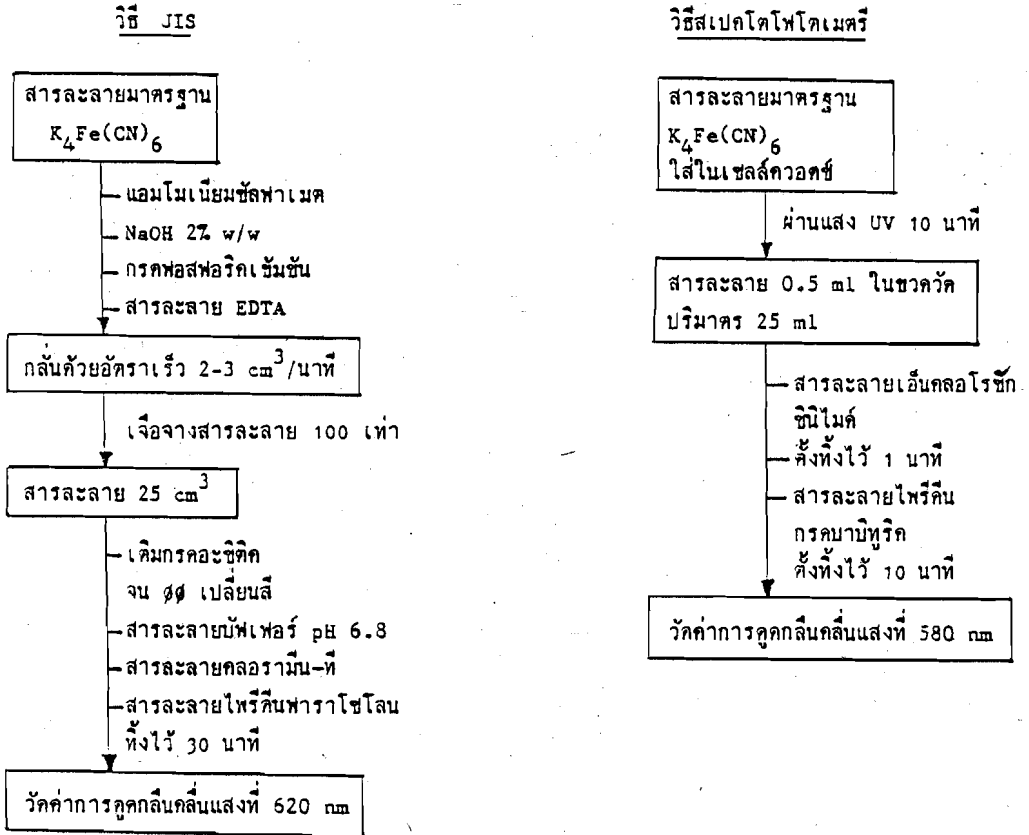 วิธี JIS
สารละลายมาตรฐาน
K4Fe(CN)6
แอมโมเนียมซัลฟาเมต
NaOH 2% w/w
กรดฟอสฟอริคเข้มข้น
สารละลาย EDTA
กลั่นด้วยอัตราเร็ว 2-3 cm3/นาที
เจือจางสารละลาย 100 เท่า
สารละลาย 25 cm3
เติมกรดอะซิติค
จน øø เปลี่ยนสี
สารละลายบัฟเฟอร์ pH 6.8
สารละลายคลอรามีน-ที
สารละลายไพรีดีนพาราโซโลน
ทิ้งไว้ 30 นาที
วัดค่าการดูดกลืนคลื่นแสงที่ 620 nm
วิธีสเปกโตโฟโตเมตรี
สารละลายมาตรฐาน
K4Fe(CN)6
ใส่ในเซลล์ควอตซ์
ผ่านแสง UV 10 นาที
สารละลาย 0.5 ml ในขวดวัด
ปริมาตร 25 ml
สารละลายเอ็นคลอโรซัก
ซินิไมด์
ตั้งทิ้งไว้ 1 นาที
สารละลายไพรีดีน
กรดบาบิทูริค
ตั้งทิ้งไว้ 10 นาที
วัดค่าการดูดกลืนคลื่นแสงที่ 580 nm